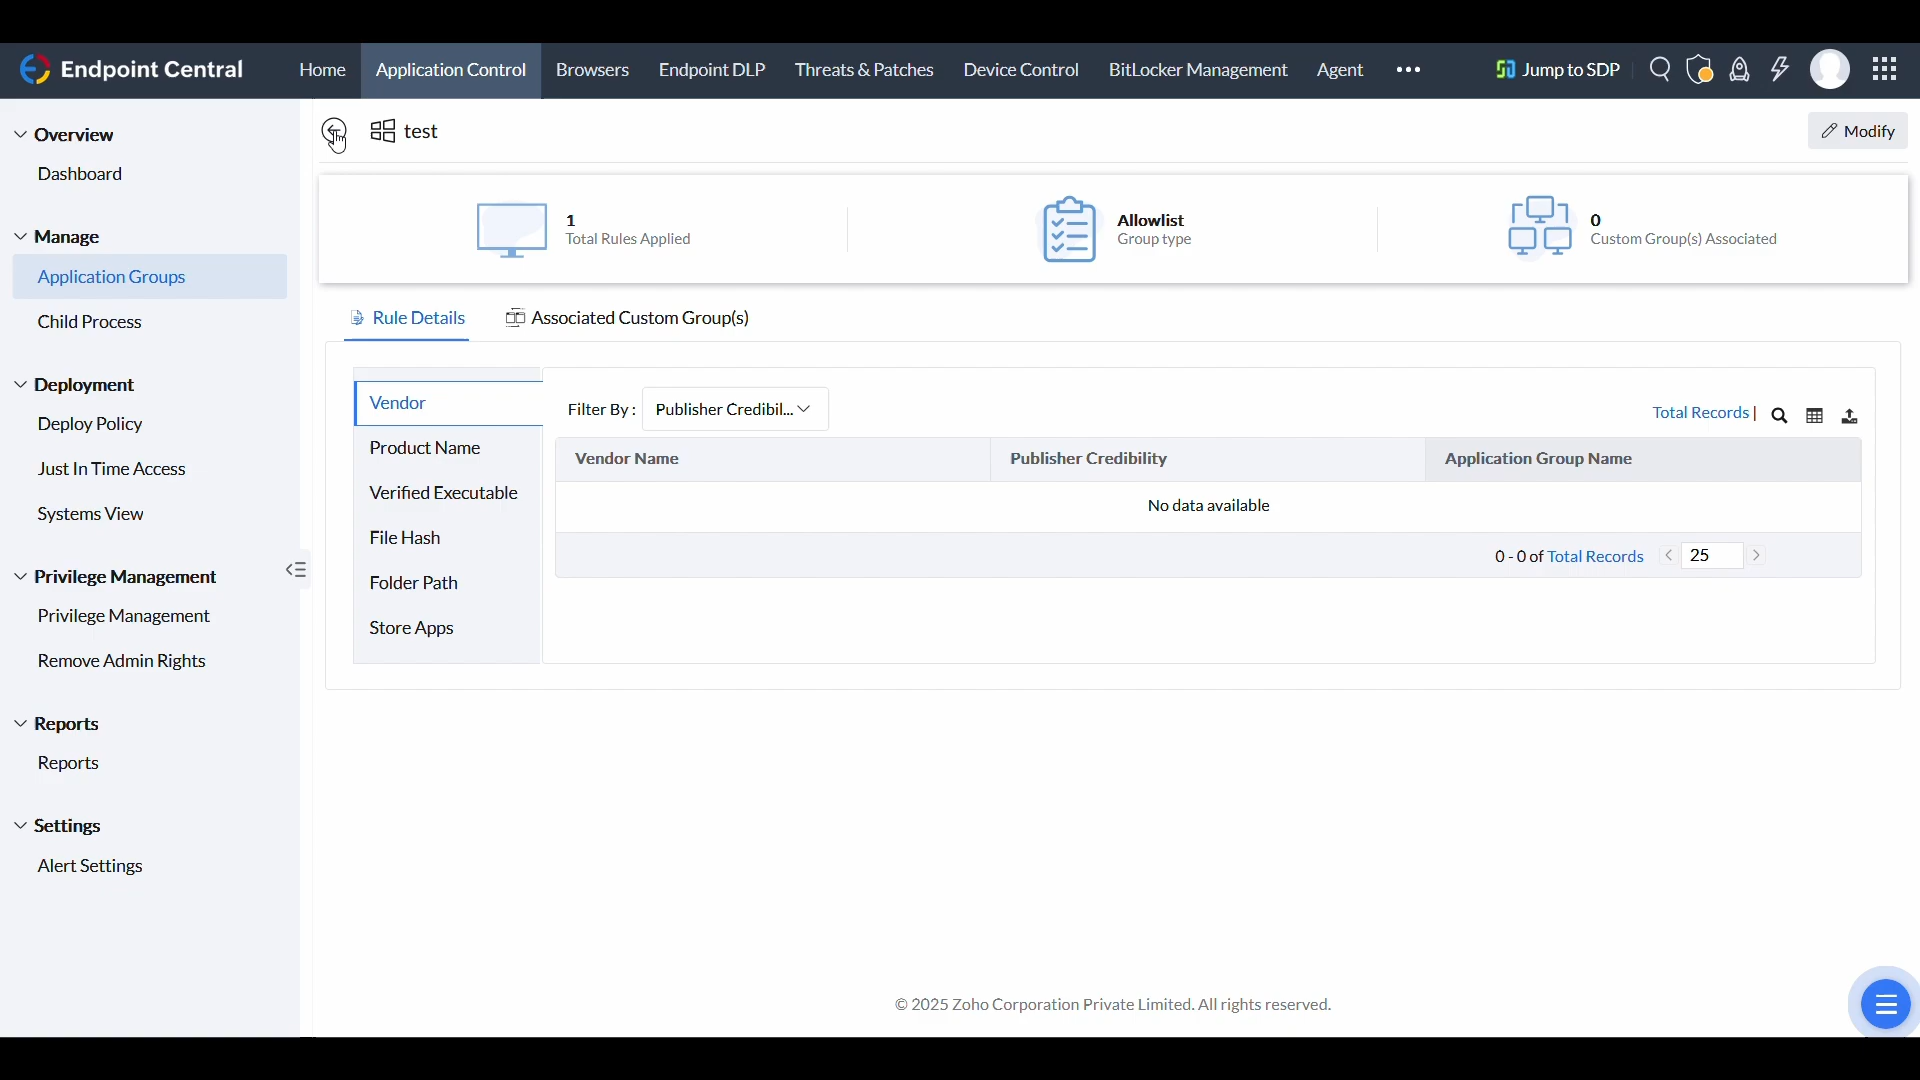 Endpoint Central
Home Application Control Browsers Endpoint DLP Threats & Patches Device Control BitLocker Management Agent ••• Jump to SDP
Overview
Dashboard
Manage
Application Groups
Child Process
Deployment
Deploy Policy
Just In Time Access
Systems View
Privilege Management
Privilege Management
Remove Admin Rights
Reports
Reports
Settings
Alert Settings
test
Modify
1
Total Rules Applied
Allowlist
Group type
0
Custom Group(s) Associated
Rule Details Associated Custom Group(s)
Vendor
Product Name
Verified Executable
File Hash
Folder Path
Store Apps
Filter By : Publisher Credibil...
Total Records |
Vendor Name Publisher Credibility Application Group Name
No data available
0 - 0 of Total Records 25
© 2025 Zoho Corporation Private Limited. All rights reserved.